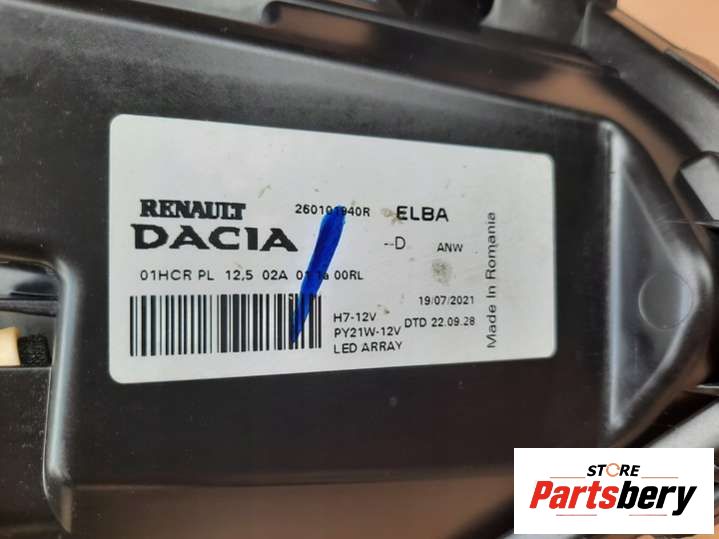 RENAULT 260101940R ELBA
DACIA --D ANW
01HCR PL 12,5 02A 00RL
19/07/2021
H7-12V
PY21W-12V DTD 22.09.28
LED ARRAY
Made In Romania
STORE
Partsbery